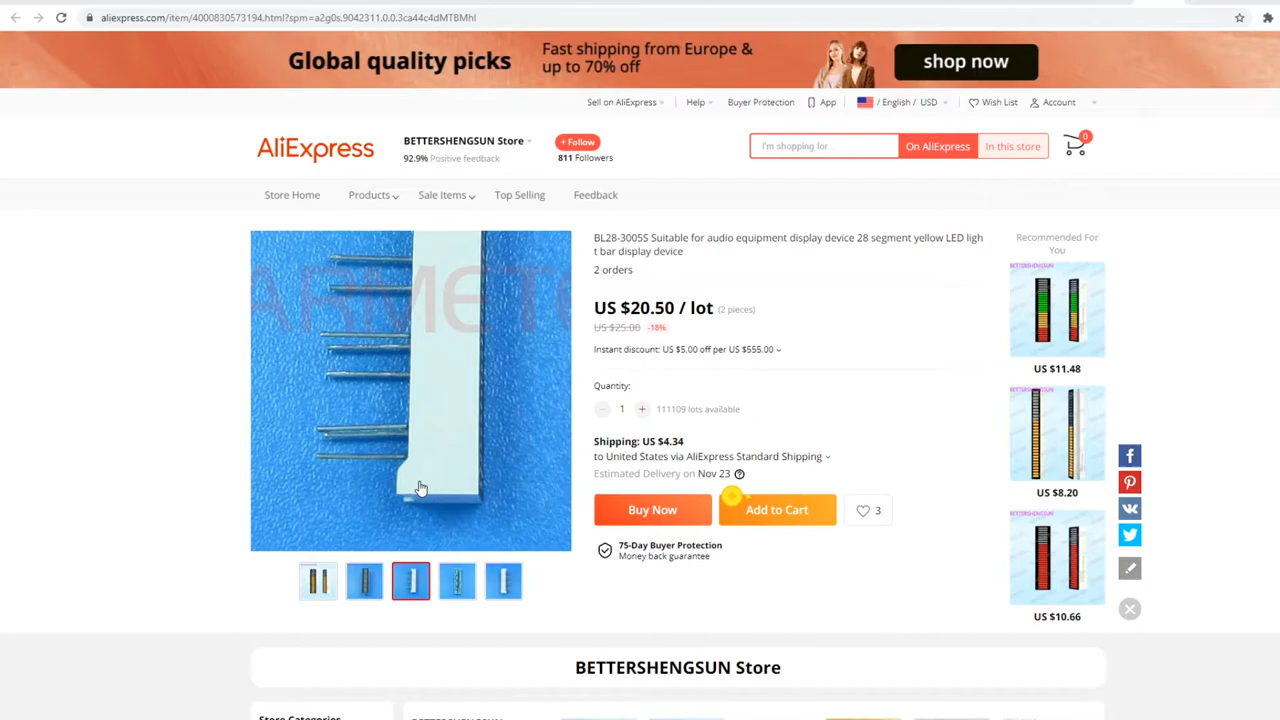 aliexpress.com/item/4000830573194.html?spm=a2g0s.9042311.0.0.3ca44c4dMTBMhl
Global quality picks
Fast shipping from Europe &
up to 70% off
shop now
Sell on AliExpress
Help
Buyer Protection
App
/ English / USD
Wish List
Account
AliExpress
BETTERSHENGSUN Store
92.9% Positive feedback
+ Follow
811 Followers
I'm shopping for...
On AliExpress
In this store
0
Store Home
Products
Sale Items
Top Selling
Feedback
BL28-3005S Suitable for audio equipment display device 28 segment yellow LED ligh
t bar display device
2 orders
US $20.50 / lot (2 pieces)
US $25.00 -18%
Instant discount: US $5.00 off per US $555.00
Quantity:
1
111109 lots available
Shipping: US $4.34
to United States via AliExpress Standard Shipping
Estimated Delivery on Nov 23
Buy Now
Add to Cart
3
75-Day Buyer Protection
Money back guarantee
Recommended For
You
BETTERSHENGSUN
US $11.48
BETTERSHENGSUN
US $8.20
BETTERSHENGSUN
US $10.66
BETTERSHENGSUN Store
Store Categories
BETTERSHENGSUN